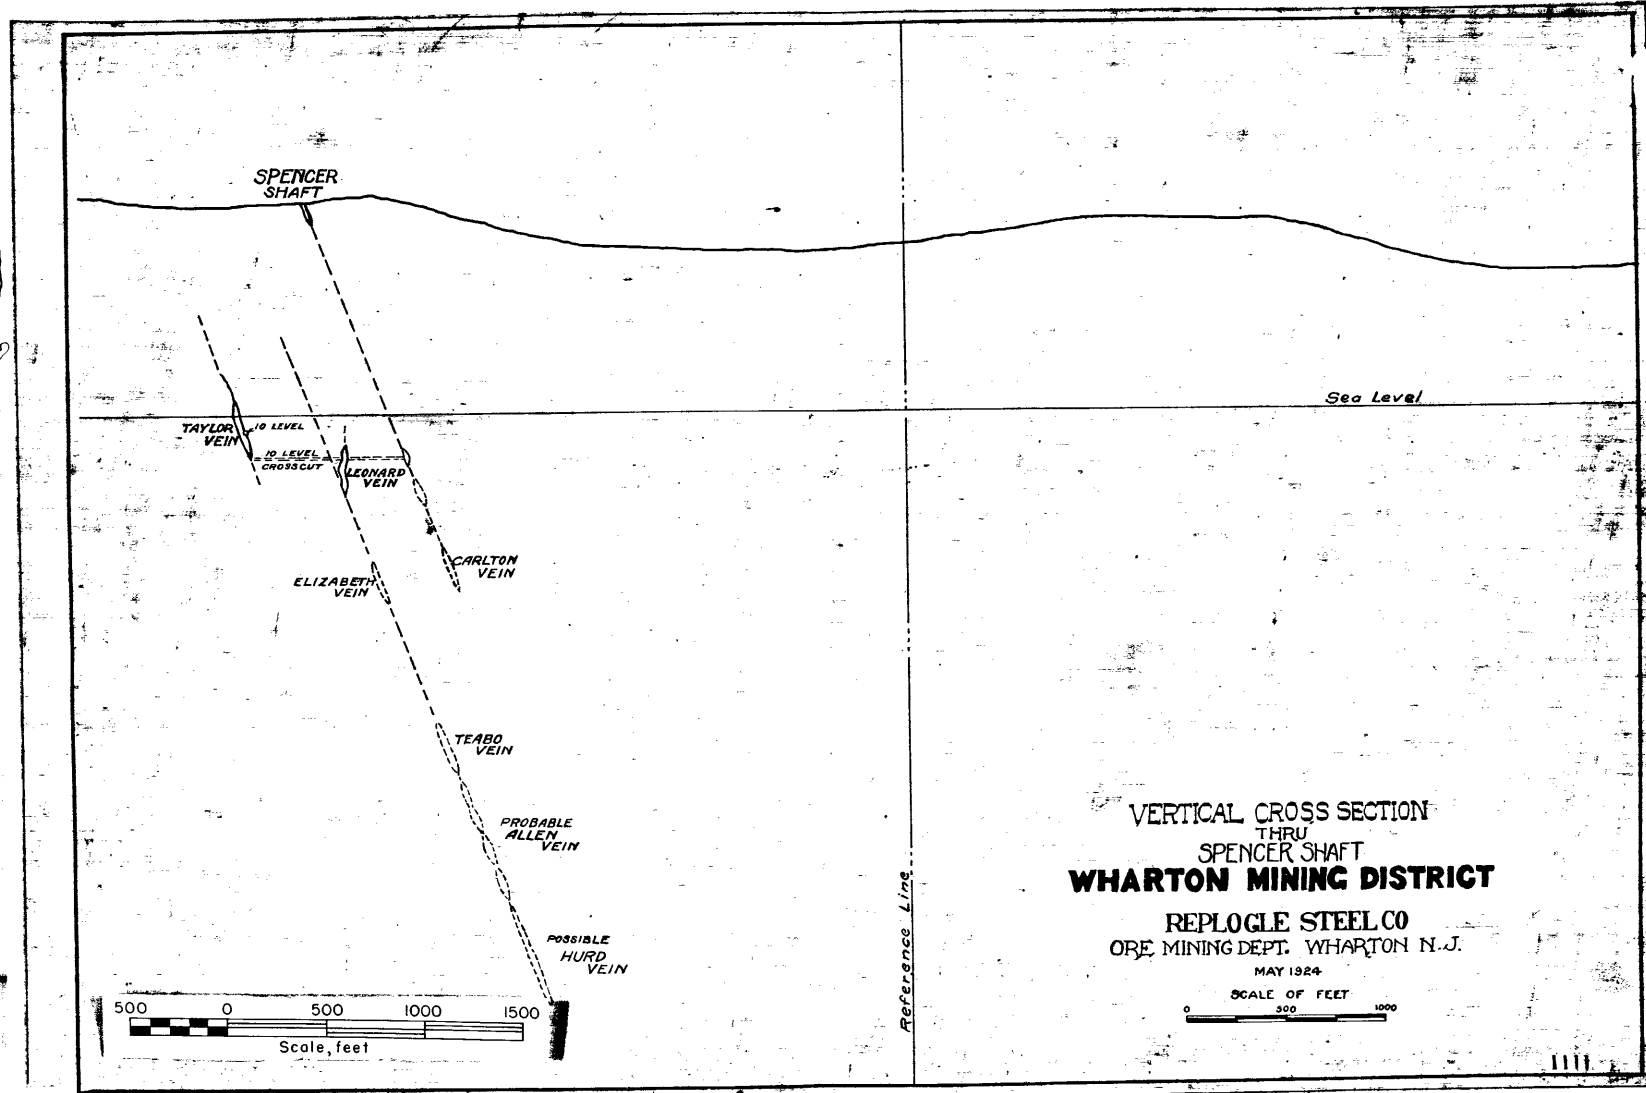 SPENCER
SHAFT
Sea Level
TAYLOR
VEIN
10 LEVEL
10 LEVEL
CROSSCUT
LEONARD
VEIN
CARLTON
VEIN
ELIZABETH
VEIN
TEABO
VEIN
PROBABLE
ALLEN
VEIN
POSSIBLE
HURD
VEIN
Reference Line
VERTICAL CROSS SECTION
THRU
SPENCER SHAFT
WHARTON MINING DISTRICT
REPLOGLE STEEL CO
ORE MINING DEPT. WHARTON N.J.
MAY 1924
SCALE OF FEET
0 500 1000
500 0 500 1000 1500
Scale, feet
1111